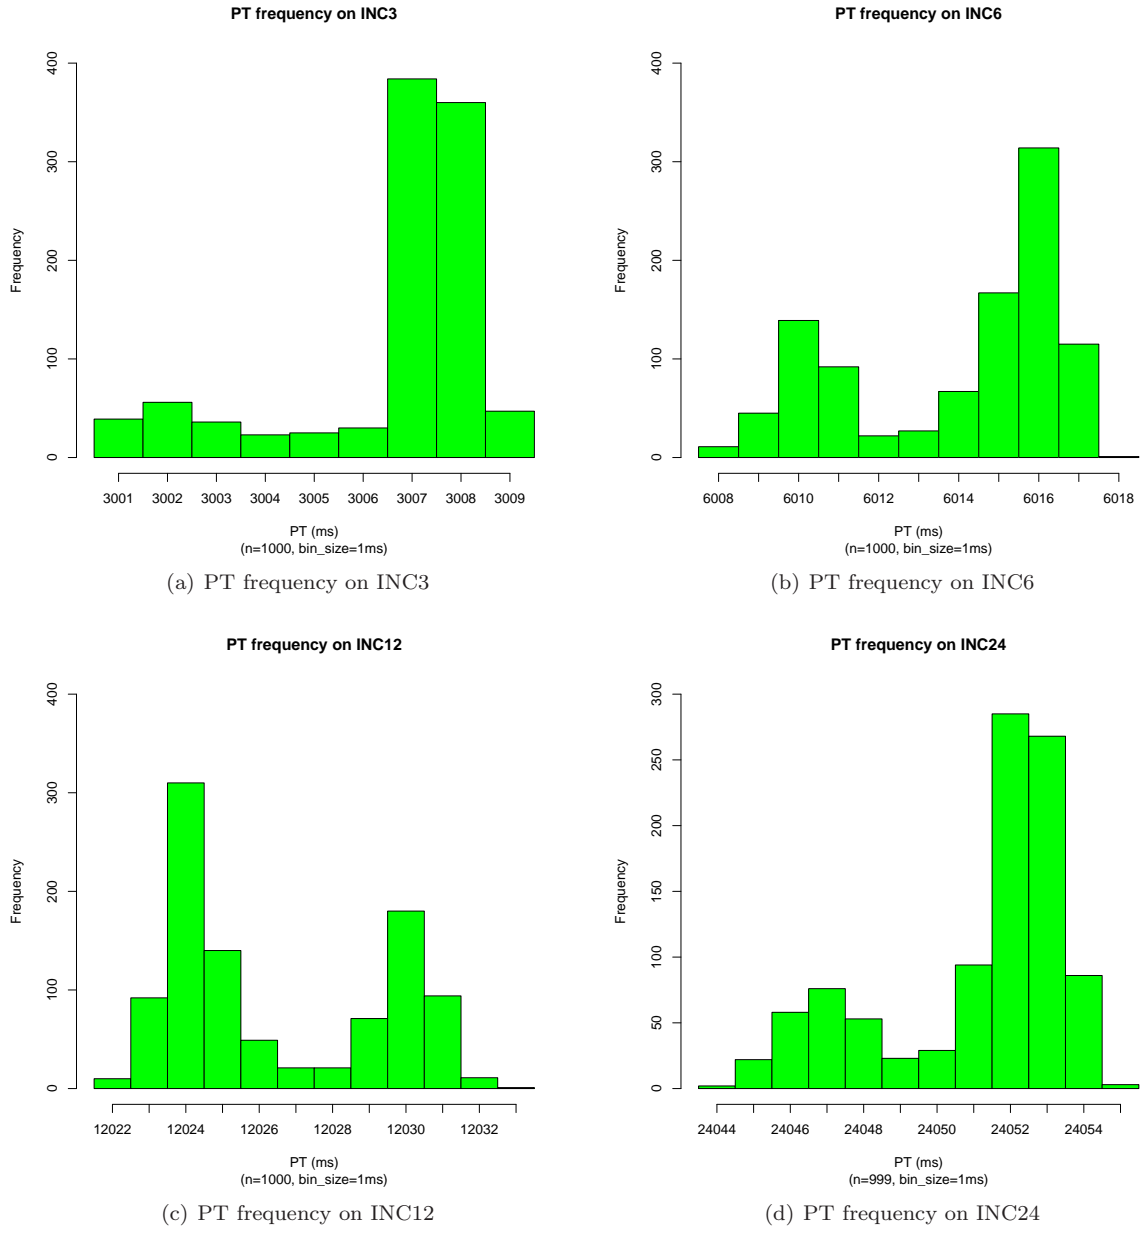 PT frequency on INC3
400
300
200
100
0
Frequency
3001 3002 3003 3004 3005 3006 3007 3008 3009
PT (ms)
(n=1000, bin_size=1ms)
(a) PT frequency on INC3
PT frequency on INC6
400
300
200
100
0
Frequency
6008 6010 6012 6014 6016 6018
PT (ms)
(n=1000, bin_size=1ms)
(b) PT frequency on INC6
PT frequency on INC12
400
300
200
100
0
Frequency
12022 12024 12026 12028 12030 12032
PT (ms)
(n=1000, bin_size=1ms)
(c) PT frequency on INC12
PT frequency on INC24
300
250
200
150
100
50
0
Frequency
24044 24046 24048 24050 24052 24054
PT (ms)
(n=999, bin_size=1ms)
(d) PT frequency on INC24